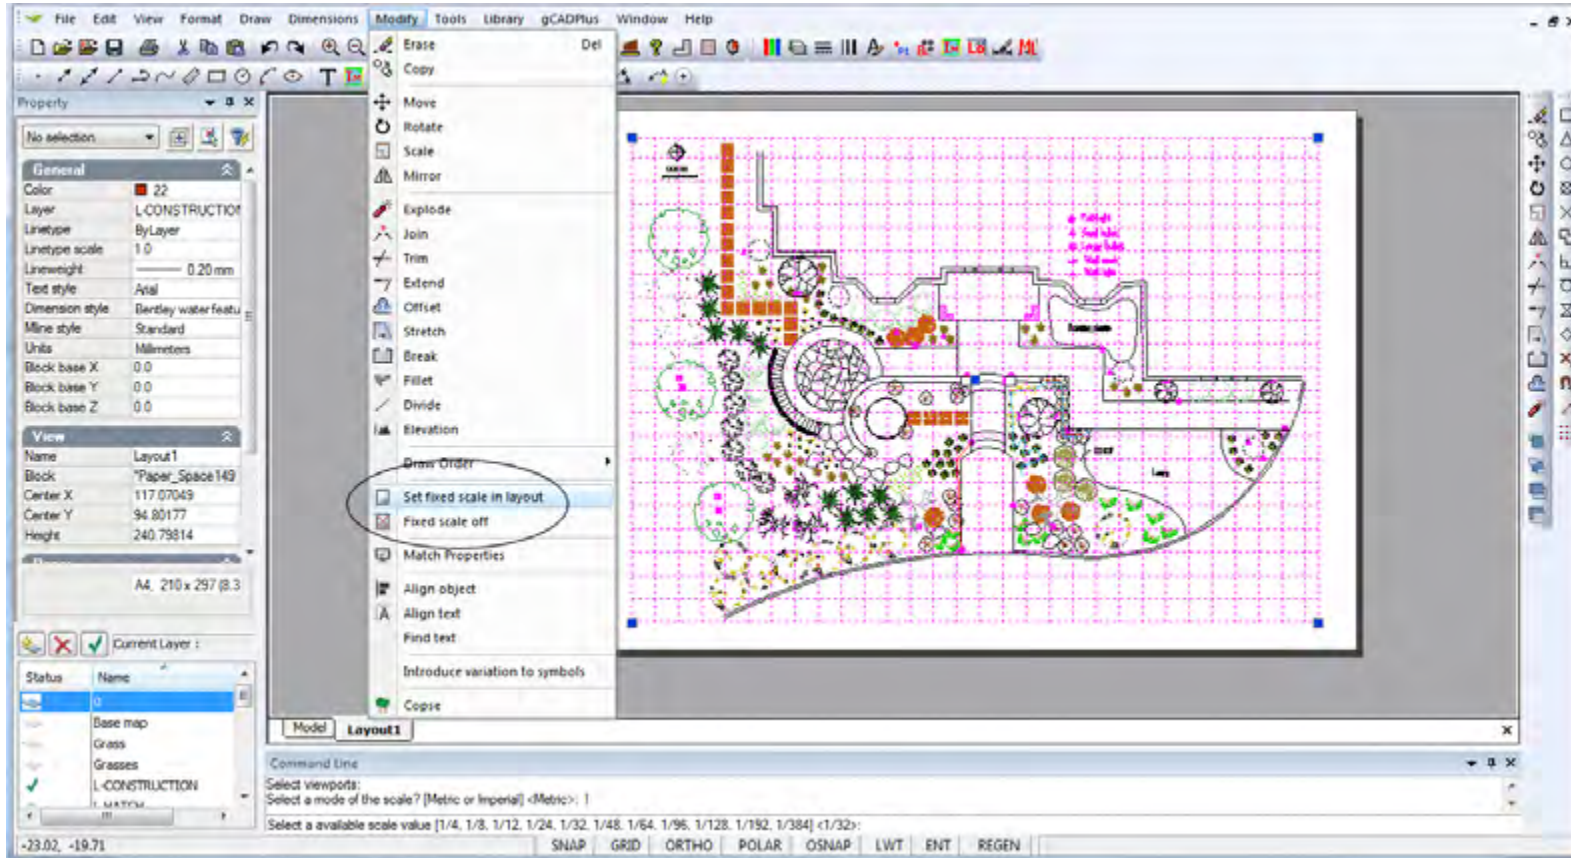 File Edit View Format Draw Dimensions Modify Tools Library gCADPlus Window Help
Property
No selection
General
Color 22
Layer L-CONSTRUCTION
Linetype ByLayer
Linetype scale 1.0
Lineweight 0.20 mm
Text style Arial
Dimension style Bentley water featu
Mline style Standard
Units Millimeters
Block base X 0.0
Block base Y 0.0
Block base Z 0.0
View
Name Layout1
Block *Paper_Space149
Center X 117.07049
Center Y 94.80177
Height 240.79814
A4, 210 x 297 (8.3
Current Layer :
Status Name
0
Base map
Grass
Grasses
L-CONSTRUCTION
Erase Del
Copy
Move
Rotate
Scale
Mirror
Explode
Join
Trim
Extend
Offset
Stretch
Break
Fillet
Divide
Elevation
Draw Order
Set fixed scale in layout
Fixed scale off
Match Properties
Align object
Align text
Find text
Introduce variation to symbols
Copse
Model Layout1
Command Line
Select viewports:
Select a mode of the scale? [Metric or Imperial] <Metric>: I
Select a available scale value [1/4, 1/8, 1/12, 1/24, 1/32, 1/48, 1/64, 1/96, 1/128, 1/192, 1/384] <1/32>:
-23.02, -19.71 SNAP GRID ORTHO POLAR OSNAP LWT ENT REGEN